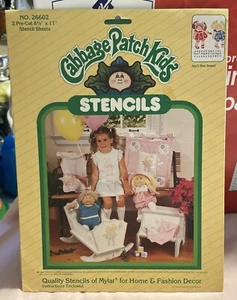 NO. 26602
2 Pre-Cut 8½" x 11"
Stencil Sheets
Cabbage Patch Kids
STENCILS
Quality Stencils of Mylar® for Home & Fashion Decor
Instructions Enclosed